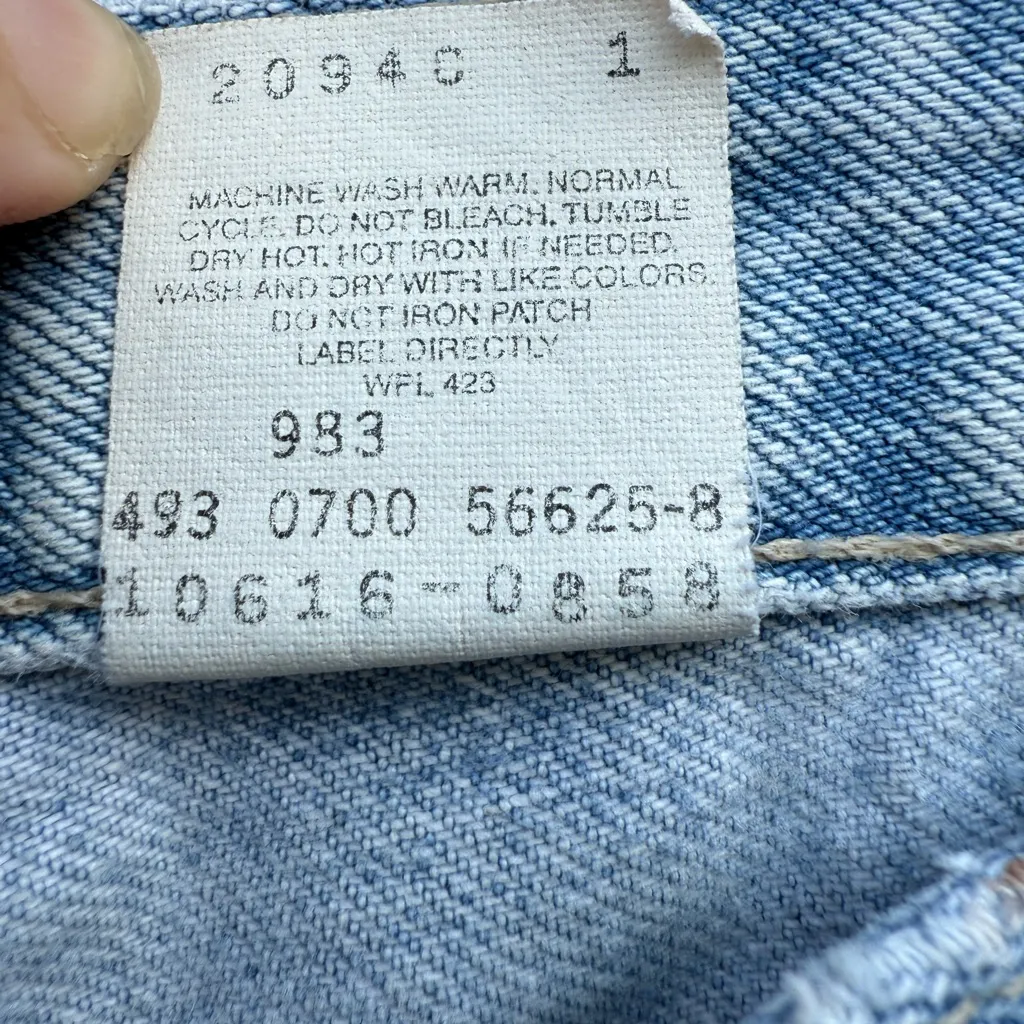 20940 1
MACHINE WASH WARM. NORMAL
CYCLE. DO NOT BLEACH. TUMBLE
DRY HOT. HOT IRON IF NEEDED.
WASH AND DRY WITH LIKE COLORS.
DO NOT IRON PATCH
LABEL DIRECTLY.
WPL 423
983
493 0700 56625-8
10616-0858